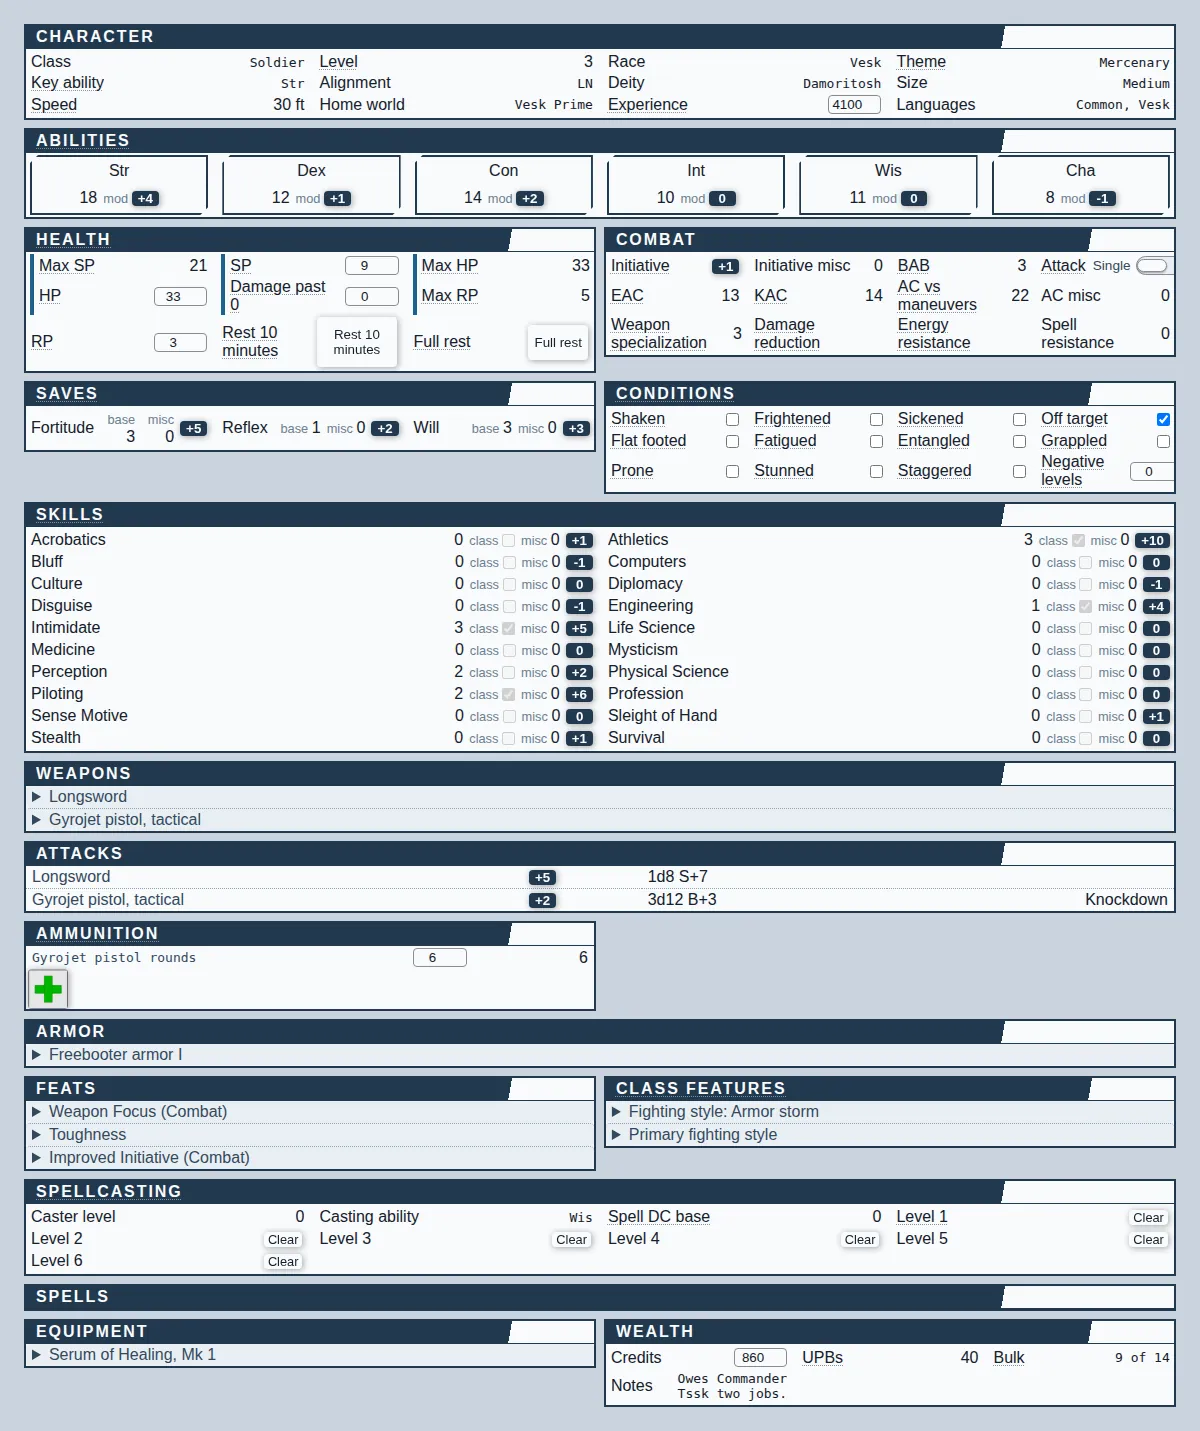 CHARACTER
Class Soldier Level 3 Race Vesk Theme Mercenary
Key ability Str Alignment LN Deity Damoritosh Size Medium
Speed 30 ft Home world Vesk Prime Experience 4100 Languages Common, Vesk
ABILITIES
Str Dex Con Int Wis Cha
18 mod +4 12 mod +1 14 mod +2 10 mod 0 11 mod 0 8 mod -1
HEALTH
Max SP 21 SP 9 Max HP 33
HP 33 Damage past 0 0 Max RP 5
RP 3 Rest 10 minutes Rest 10 minutes Full rest Full rest
COMBAT
Initiative +1 Initiative misc 0 BAB 3 Attack Single
EAC 13 KAC 14 AC vs maneuvers 22 AC misc 0
Weapon specialization 3 Damage reduction Energy resistance Spell resistance 0
SAVES
Fortitude base 3 misc 0 +5 Reflex base 1 misc 0 +2 Will base 3 misc 0 +3
CONDITIONS
Shaken Frightened Sickened Off target
Flat footed Fatigued Entangled Grappled
Prone Stunned Staggered Negative levels 0
SKILLS
Acrobatics 0 class misc 0 +1 Athletics 3 class misc 0 +10
Bluff 0 class misc 0 -1 Computers 0 class misc 0 0
Culture 0 class misc 0 0 Diplomacy 0 class misc 0 -1
Disguise 0 class misc 0 -1 Engineering 1 class misc 0 +4
Intimidate 3 class misc 0 +5 Life Science 0 class misc 0 0
Medicine 0 class misc 0 0 Mysticism 0 class misc 0 0
Perception 2 class misc 0 +2 Physical Science 0 class misc 0 0
Piloting 2 class misc 0 +6 Profession 0 class misc 0 0
Sense Motive 0 class misc 0 0 Sleight of Hand 0 class misc 0 +1
Stealth 0 class misc 0 +1 Survival 0 class misc 0 0
WEAPONS
Longsword
Gyrojet pistol, tactical
ATTACKS
Longsword +5 1d8 S+7
Gyrojet pistol, tactical +2 3d12 B+3 Knockdown
AMMUNITION
Gyrojet pistol rounds 6 6
ARMOR
Freebooter armor I
FEATS
Weapon Focus (Combat)
Toughness
Improved Initiative (Combat)
CLASS FEATURES
Fighting style: Armor storm
Primary fighting style
SPELLCASTING
Caster level 0 Casting ability Wis Spell DC base 0 Level 1 Clear
Level 2 Clear Level 3 Clear Level 4 Clear Level 5 Clear
Level 6 Clear
SPELLS
EQUIPMENT
Serum of Healing, Mk 1
WEALTH
Credits 860 UPBs 40 Bulk 9 of 14
Notes Owes Commander
Tssk two jobs.